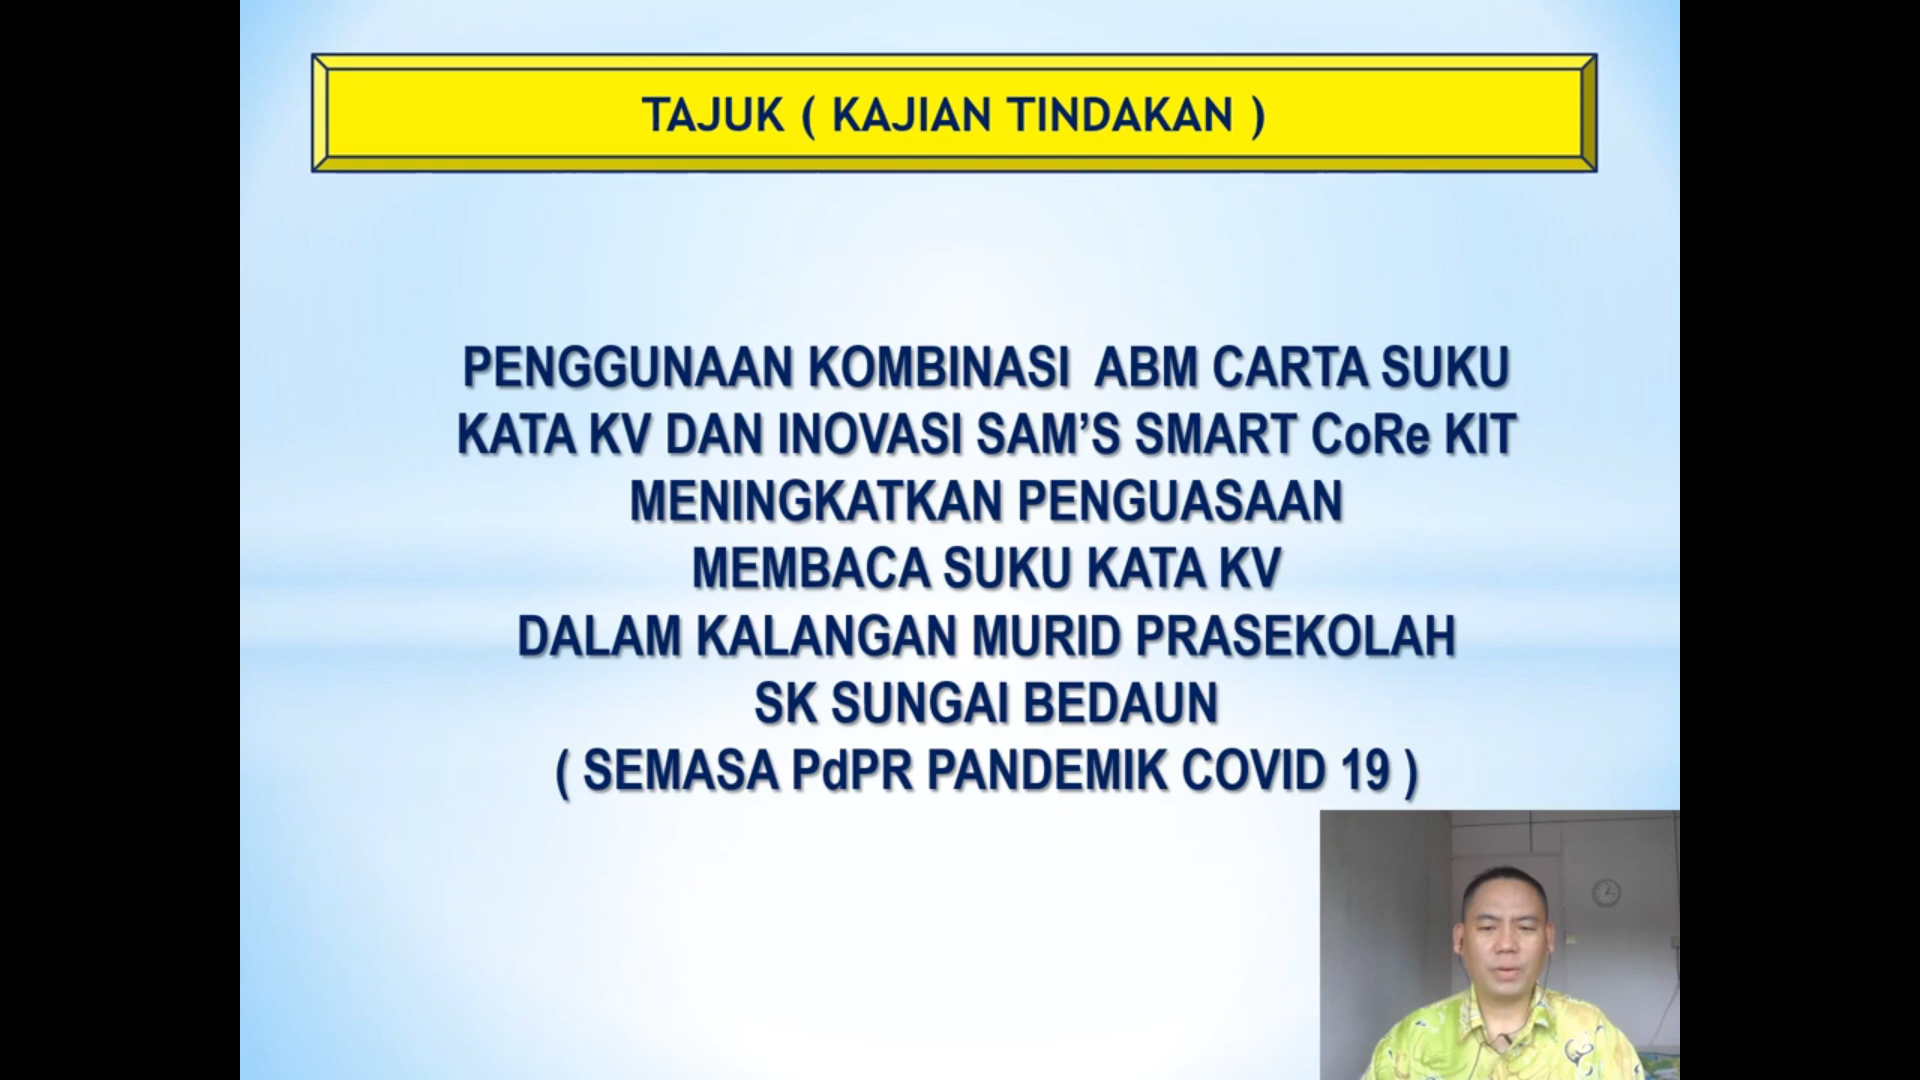 TAJUK ( KAJIAN TINDAKAN )
PENGGUNAAN KOMBINASI ABM CARTA SUKU
KATA KV DAN INOVASI SAM’S SMART CoRe KIT
MENINGKATKAN PENGUASAAN
MEMBACA SUKU KATA KV
DALAM KALANGAN MURID PRASEKOLAH
SK SUNGAI BEDAUN
( SEMASA PdPR PANDEMIK COVID 19 )